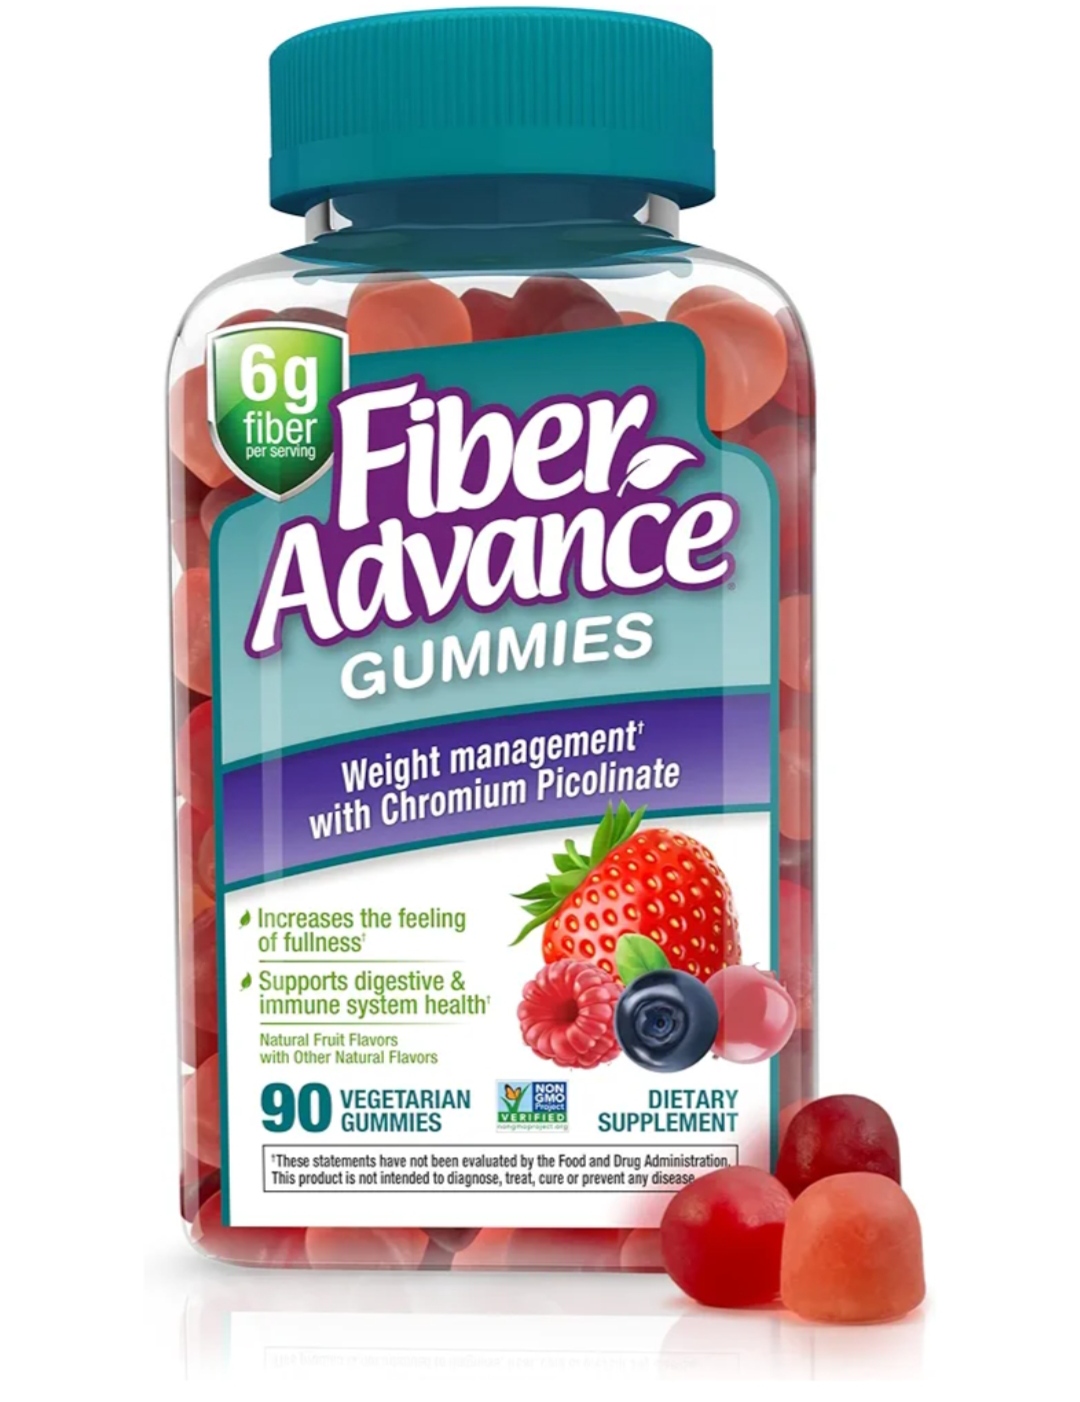 6g
fiber
per serving
Fiber
Advance®
GUMMIES
Weight management†
with Chromium Picolinate
Increases the feeling
of fullness†
Supports digestive &
immune system health†
Natural Fruit Flavors
with Other Natural Flavors
90 VEGETARIAN
GUMMIES
NON
GMO
Project
VERIFIED
nongmoproject.org
DIETARY
SUPPLEMENT
†These statements have not been evaluated by the Food and Drug Administration.
This product is not intended to diagnose, treat, cure or prevent any disease.